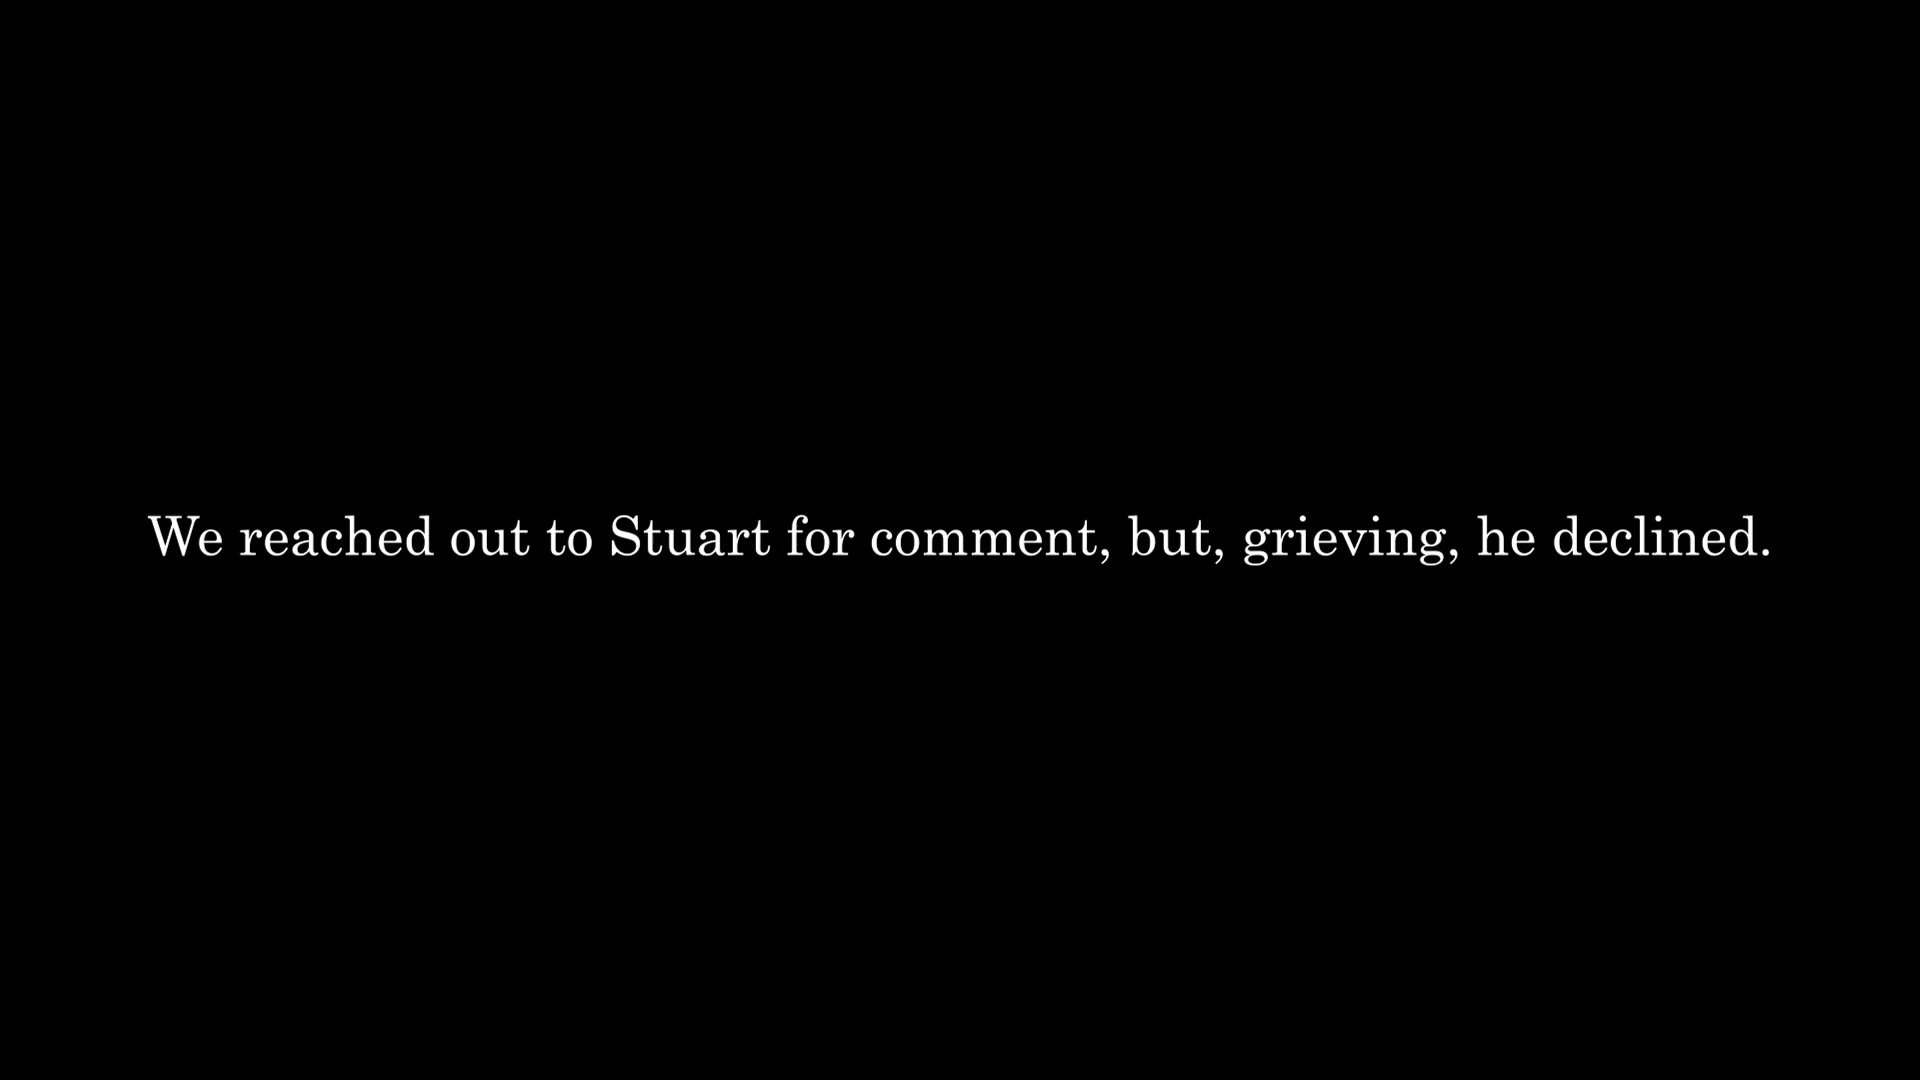 We reached out to Stuart for comment, but, grieving, he declined.